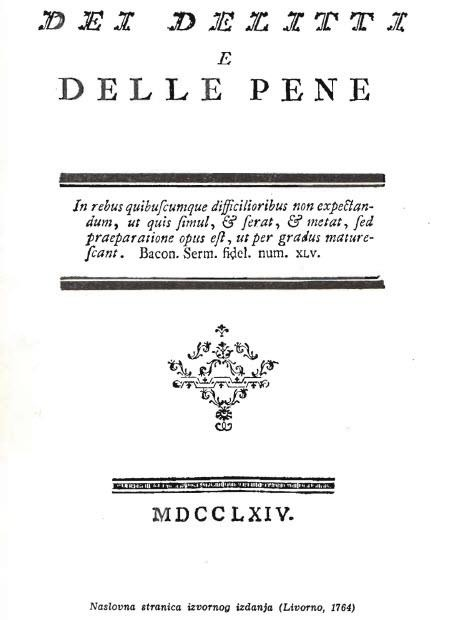 DEI DELITTI
E
DELLE PENE
In rebus quibuſcumque difficilioribus non expectan-
dum, ut quis ſimul, & ſerat, & metat, ſed
praeparatione opus eſt, ut per gradus mature-
ſcant. Bacon. Serm. fidel. num. XLV.
MDCCLXIV.
Naslovna stranica izvornog izdanja (Livorno, 1764)